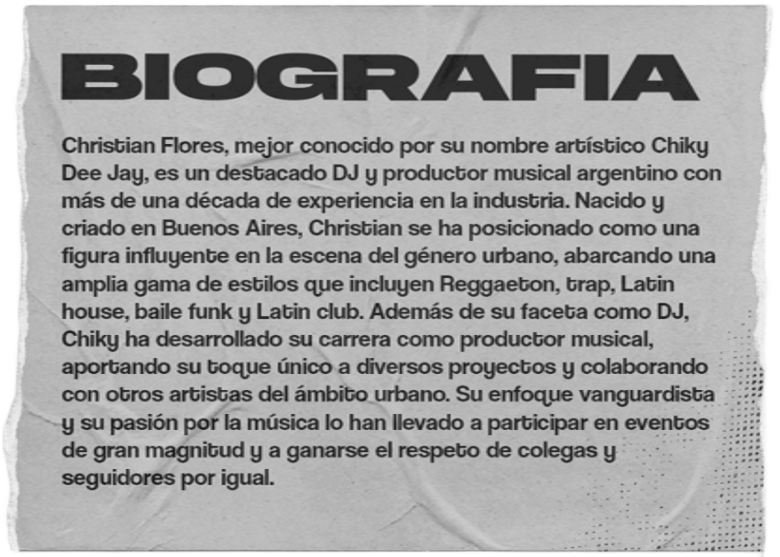 BIOGRAFIA
Christian Flores, mejor conocido por su nombre artístico Chiky
Dee Jay, es un destacado DJ y productor musical argentino con
más de una década de experiencia en la industria. Nacido y
criado en Buenos Aires, Christian se ha posicionado como una
figura influyente en la escena del género urbano, abarcando una
amplia gama de estilos que incluyen Reggaeton, trap, Latin
house, baile funk y Latin club. Además de su faceta como DJ,
Chiky ha desarrollado su carrera como productor musical,
aportando su toque único a diversos proyectos y colaborando
con otros artistas del ámbito urbano. Su enfoque vanguardista
y su pasión por la música lo han llevado a participar en eventos
de gran magnitud y a ganarse el respeto de colegas y
seguidores por igual.